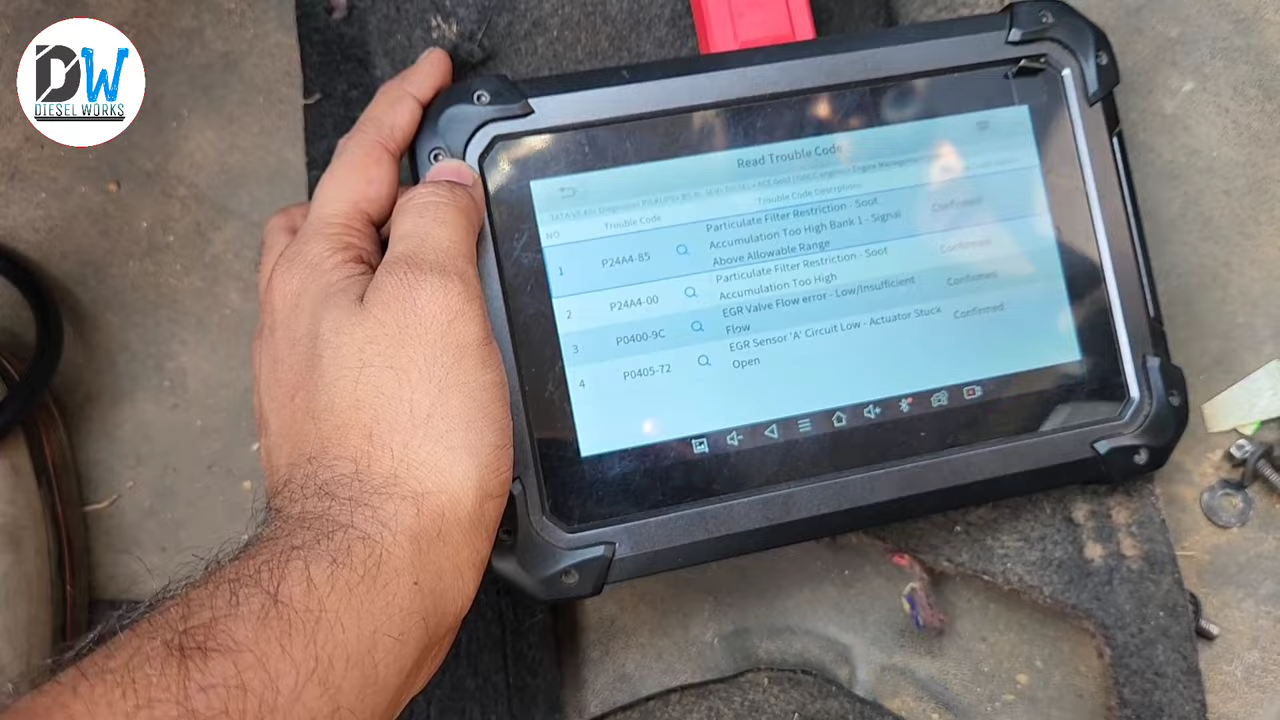 DW
DIESEL WORKS
Read Trouble Code
NO
Trouble Code
Trouble Code Descriptions
1
P24A4-85
Particulate Filter Restriction - Soot
Accumulation Too High Bank 1 - Signal
Above Allowable Range
Confirmed
2
P24A4-00
Particulate Filter Restriction - Soot
Accumulation Too High
Confirmed
3
P0400-9C
EGR Valve Flow error - Low/Insufficient
Flow
Confirmed
4
P0405-72
EGR Sensor 'A' Circuit Low - Actuator Stuck
Open
Confirmed